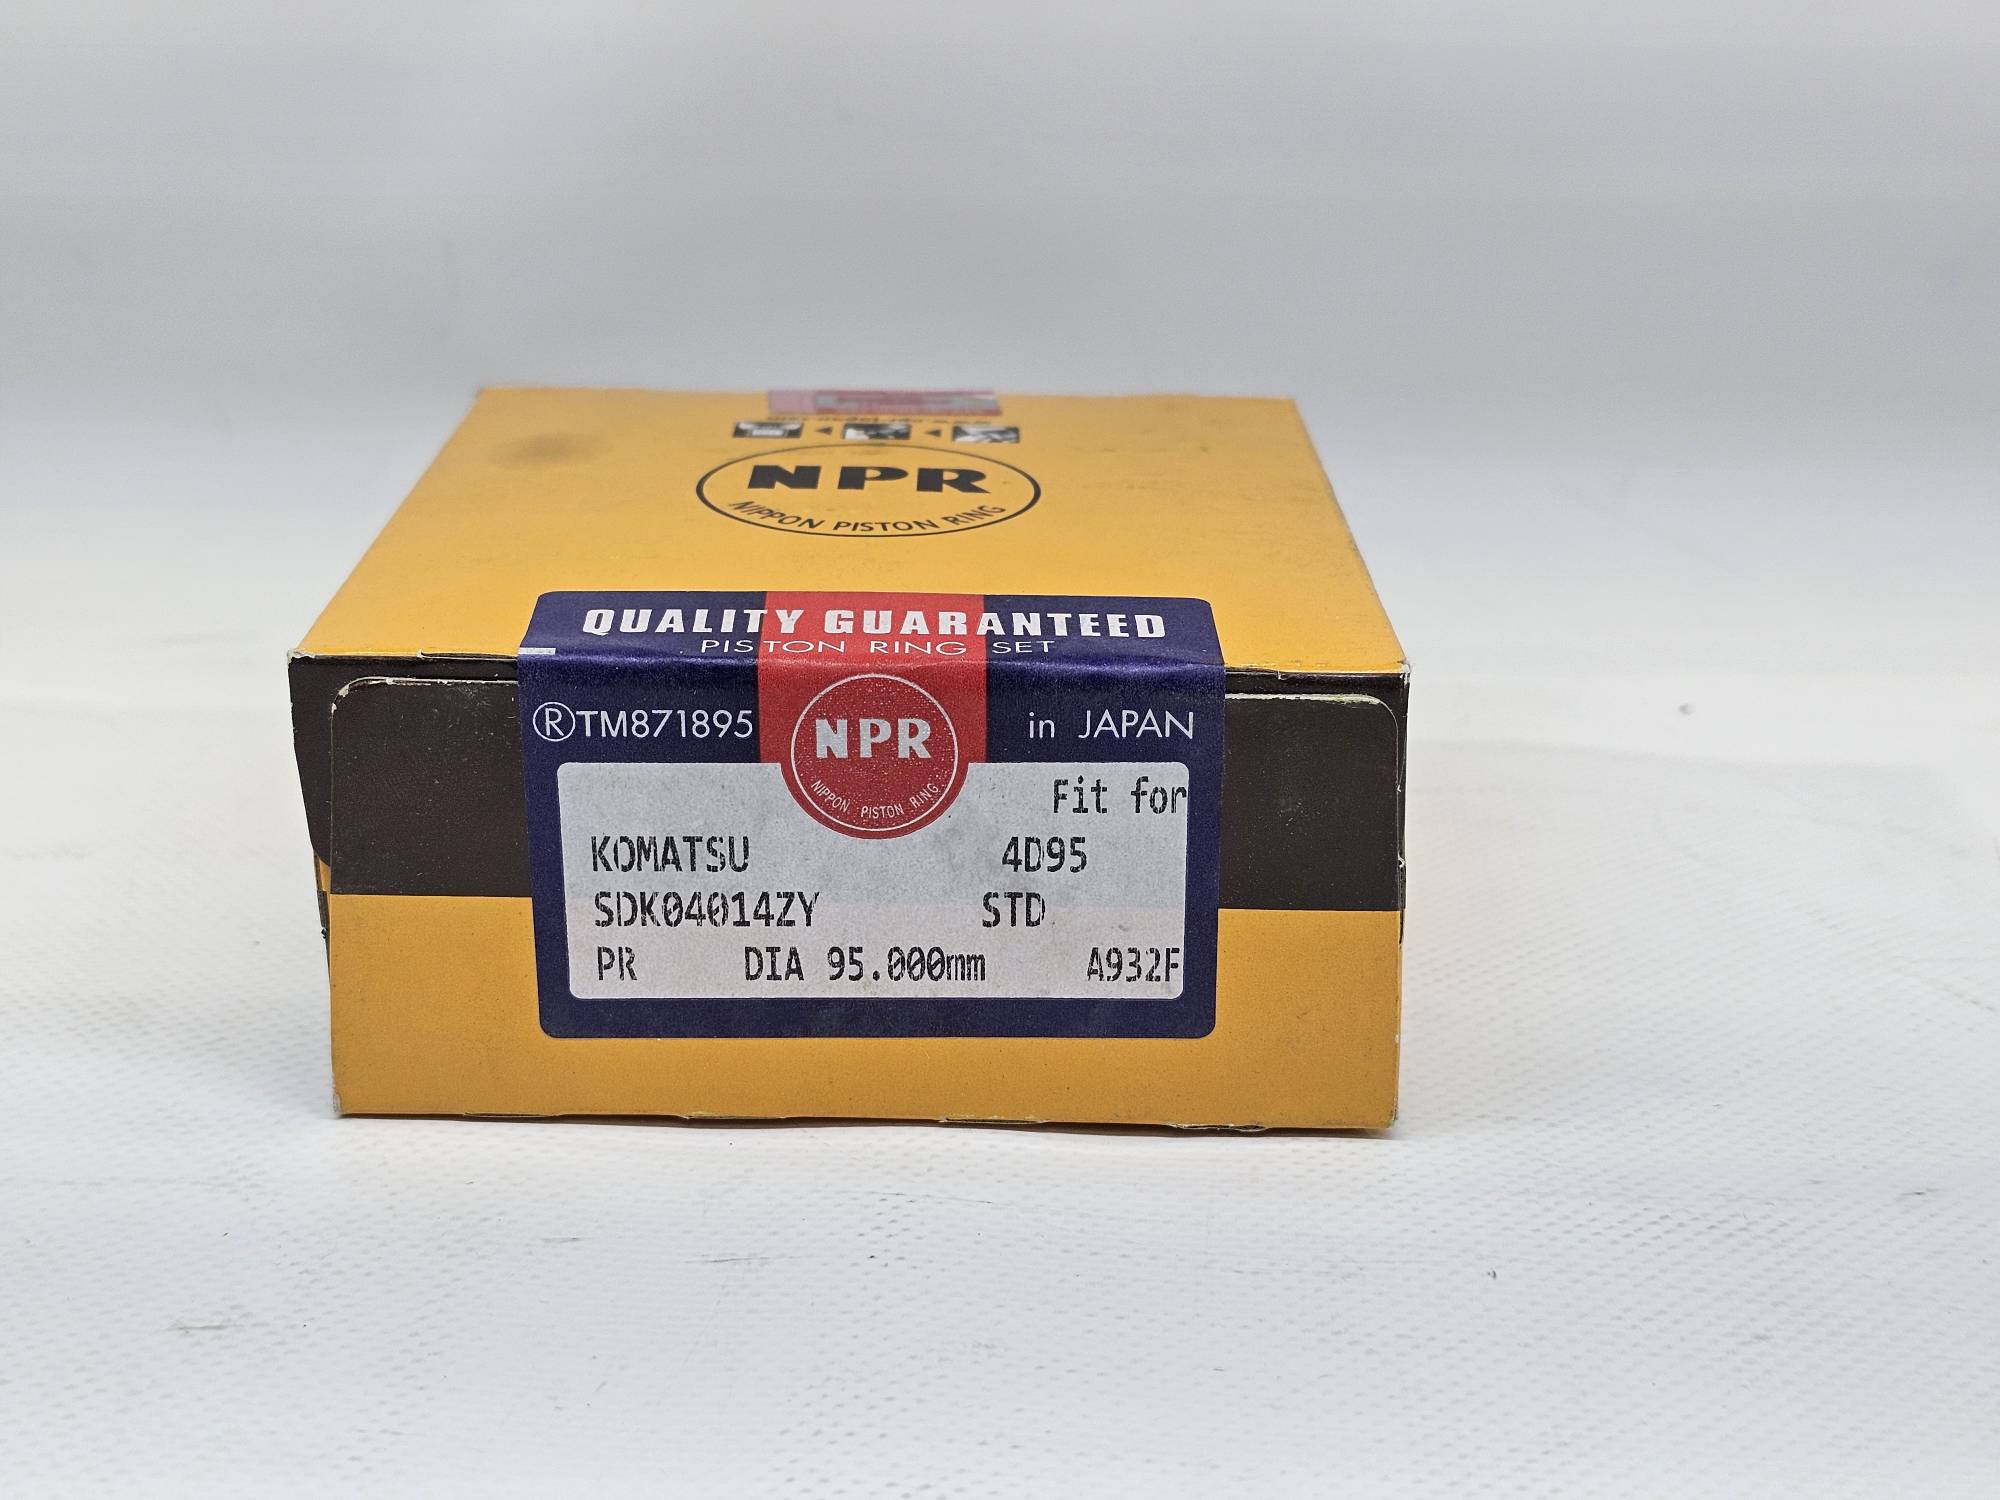 NPR
NIPPON PISTON RING
QUALITY GUARANTEED
PISTON RING SET
®TM871895
in JAPAN
NPR
NIPPON PISTON RING
Fit for
KOMATSU 4D95
SDK04014ZY STD
PR DIA 95.000mm A932F